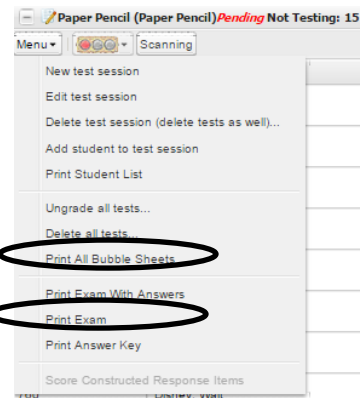 Paper Pencil (Paper Pencil)Pending Not Testing: 15
Menu Scanning
New test session
Edit test session
Delete test session (delete tests as well)...
Add student to test session
Print Student List
Ungrade all tests...
Delete all tests...
Print All Bubble Sheets
Print Exam With Answers
Print Exam
Print Answer Key
Score Constructed Response Items
Disney, Walt